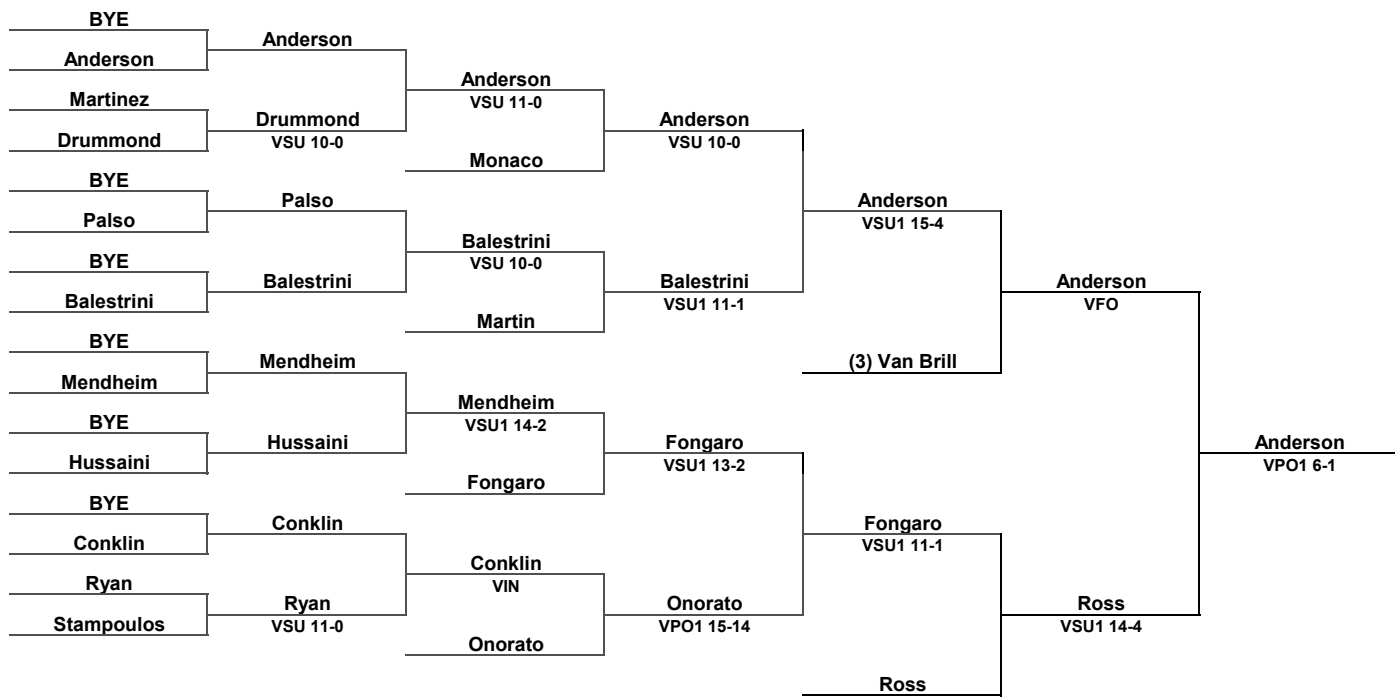 BYE
Anderson
Martinez
Drummond
BYE
Palso
BYE
Balestrini
BYE
Mendheim
BYE
Hussaini
BYE
Conklin
Ryan
Stampoulos
Anderson
Drummond
VSU 10-0
Palso
Balestrini
Mendheim
Hussaini
Conklin
Ryan
VSU 11-0
Anderson
VSU 11-0
Monaco
Balestrini
VSU 10-0
Martin
Mendheim
VSU1 14-2
Fongaro
Conklin
VIN
Onorato
Anderson
VSU 10-0
Balestrini
VSU1 11-1
Fongaro
VSU1 13-2
Onorato
VPO1 15-14
Anderson
VSU1 15-4
(3) Van Brill
Fongaro
VSU1 11-1
Ross
Anderson
VFO
Ross
VSU1 14-4
Anderson
VPO1 6-1